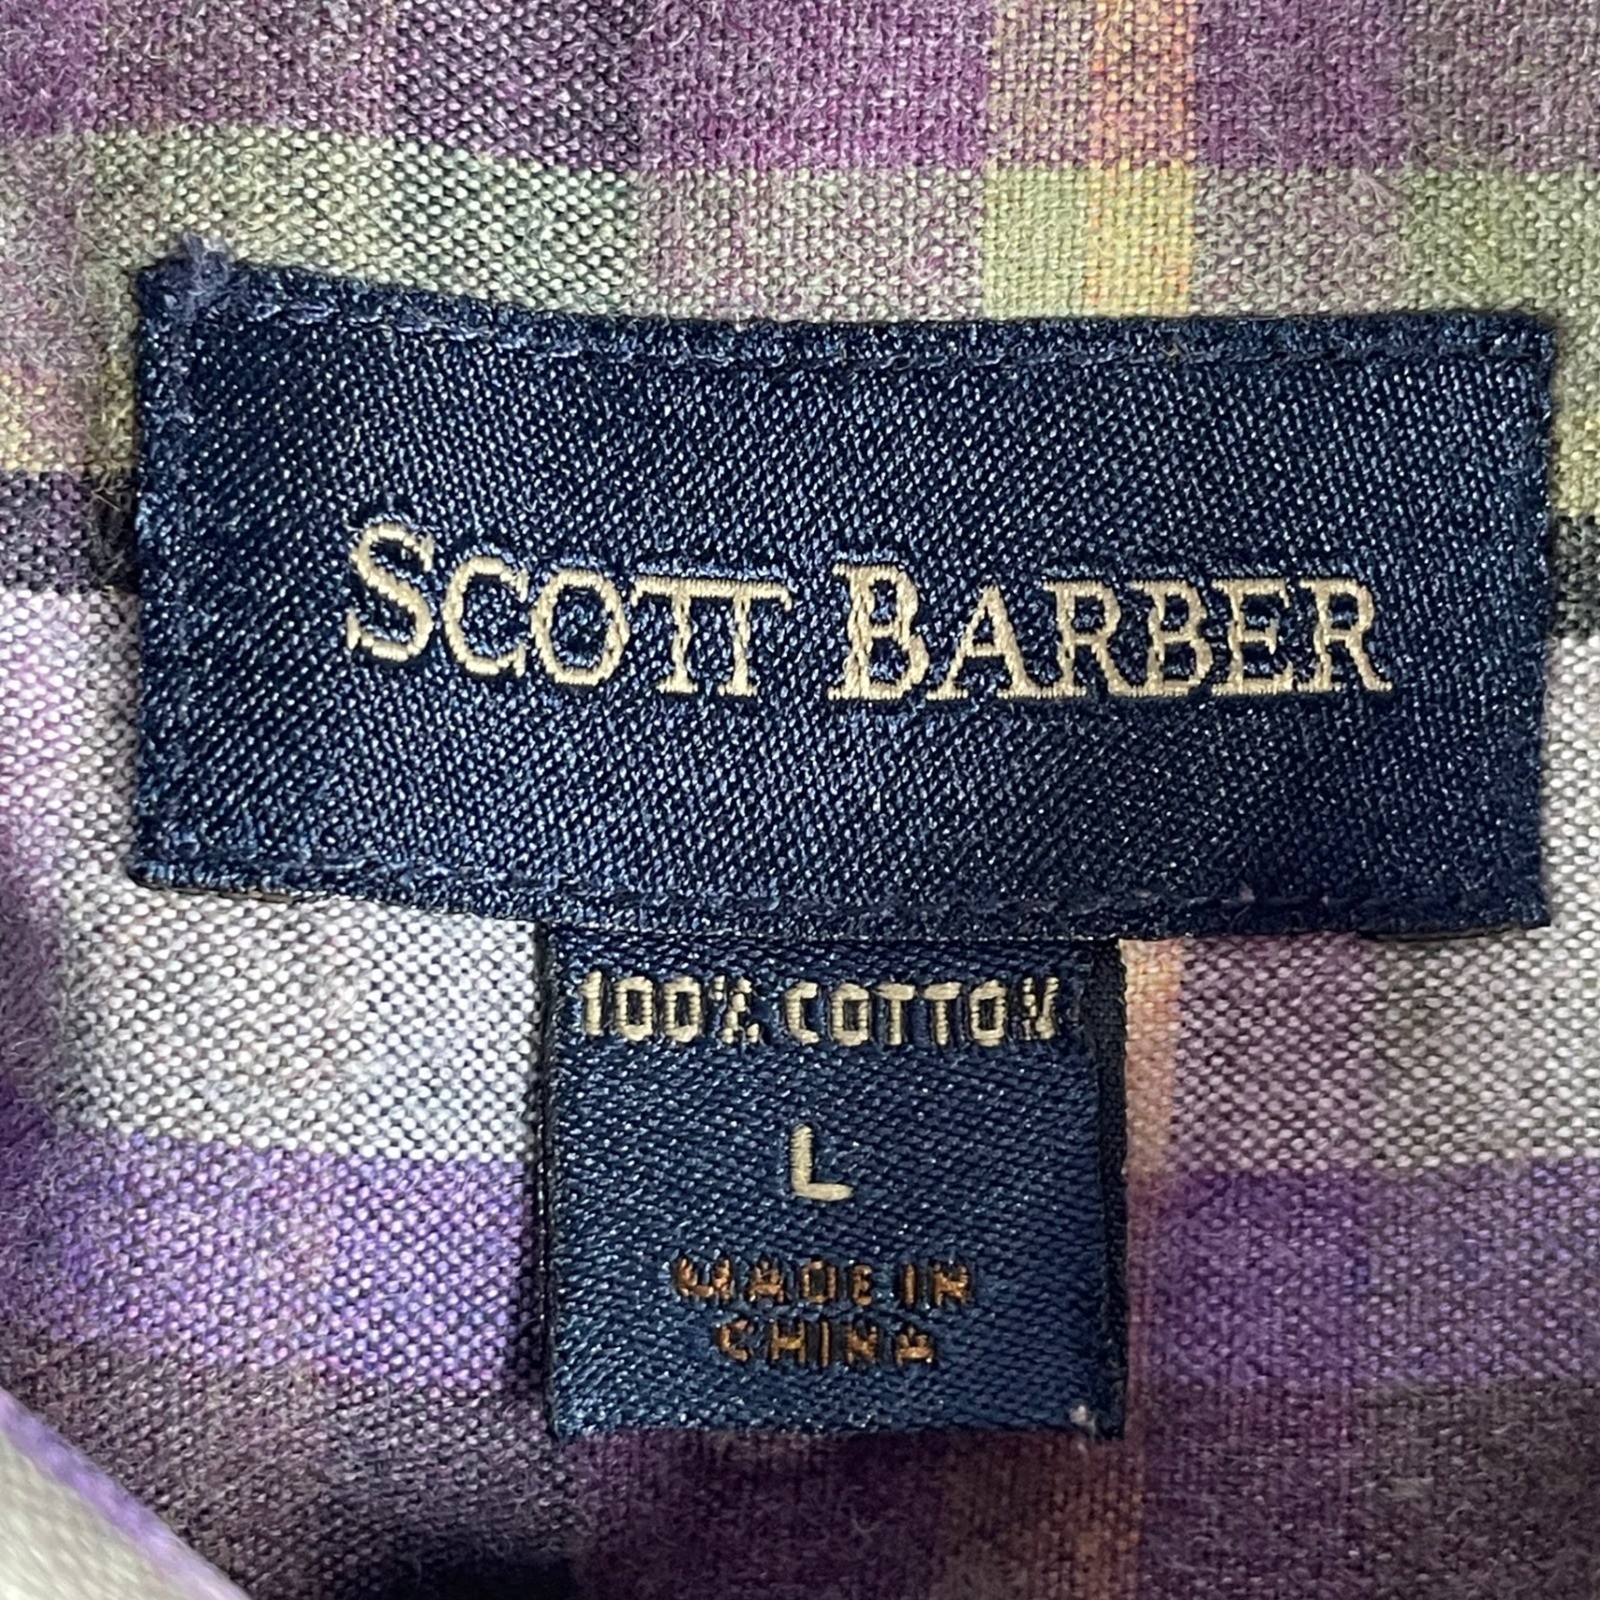 SCOTT BARBER
100% COTTON
L
MADE IN
CHINA